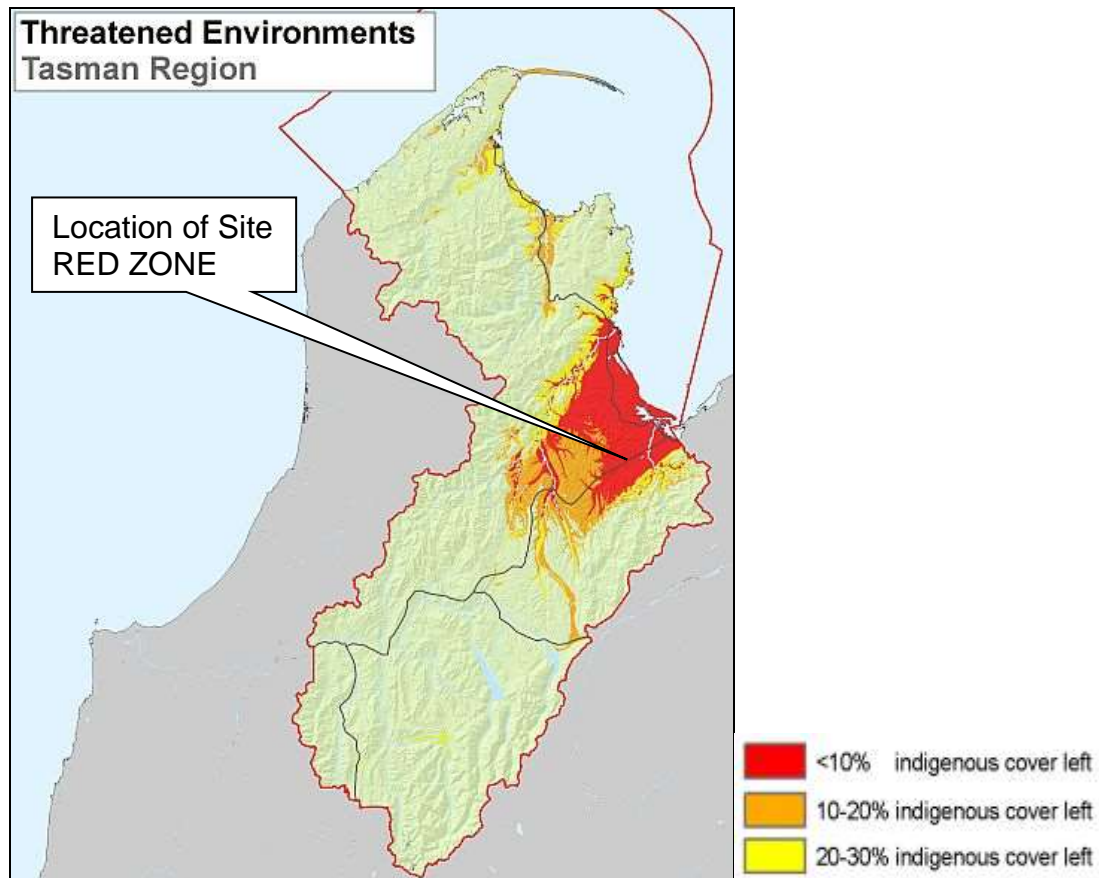 Threatened Environments
Tasman Region
Location of Site
RED ZONE
<10% indigenous cover left
10-20% indigenous cover left
20-30% indigenous cover left